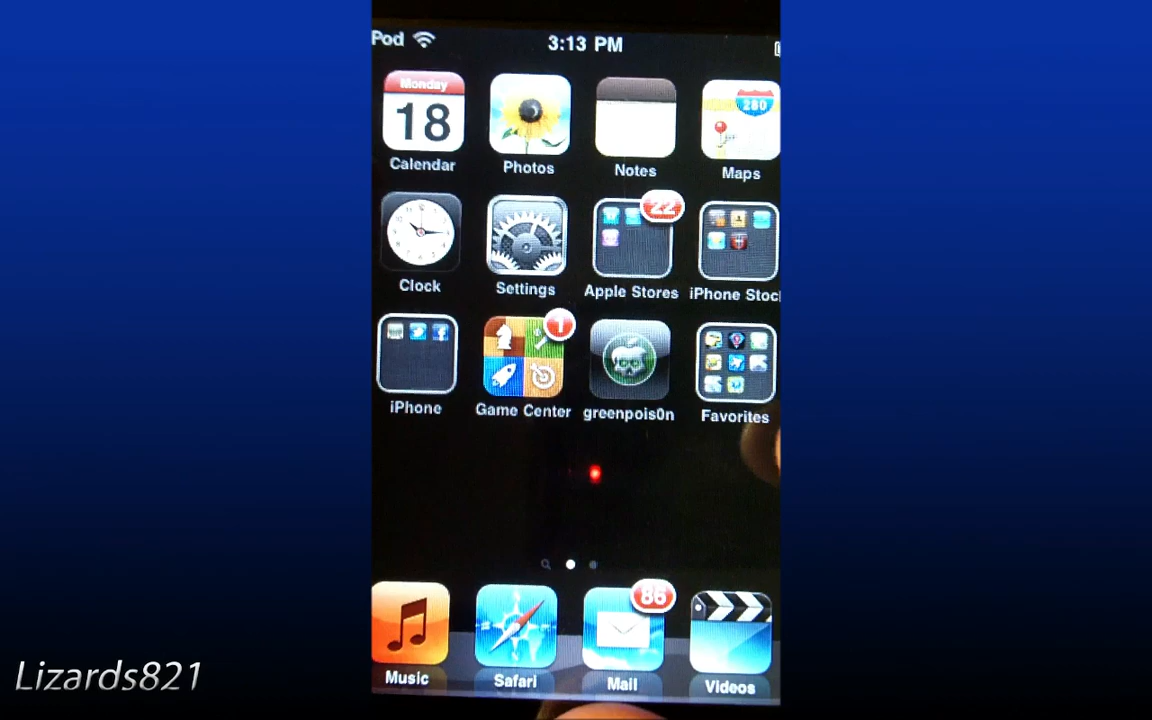 Pod 3:13 PM
Monday
18 280
Calendar Photos Notes Maps
22
Clock Settings Apple Stores iPhone Stoc
1
iPhone Game Center greenpois0n Favorites
86
Music Safari Mail Videos
Lizards821